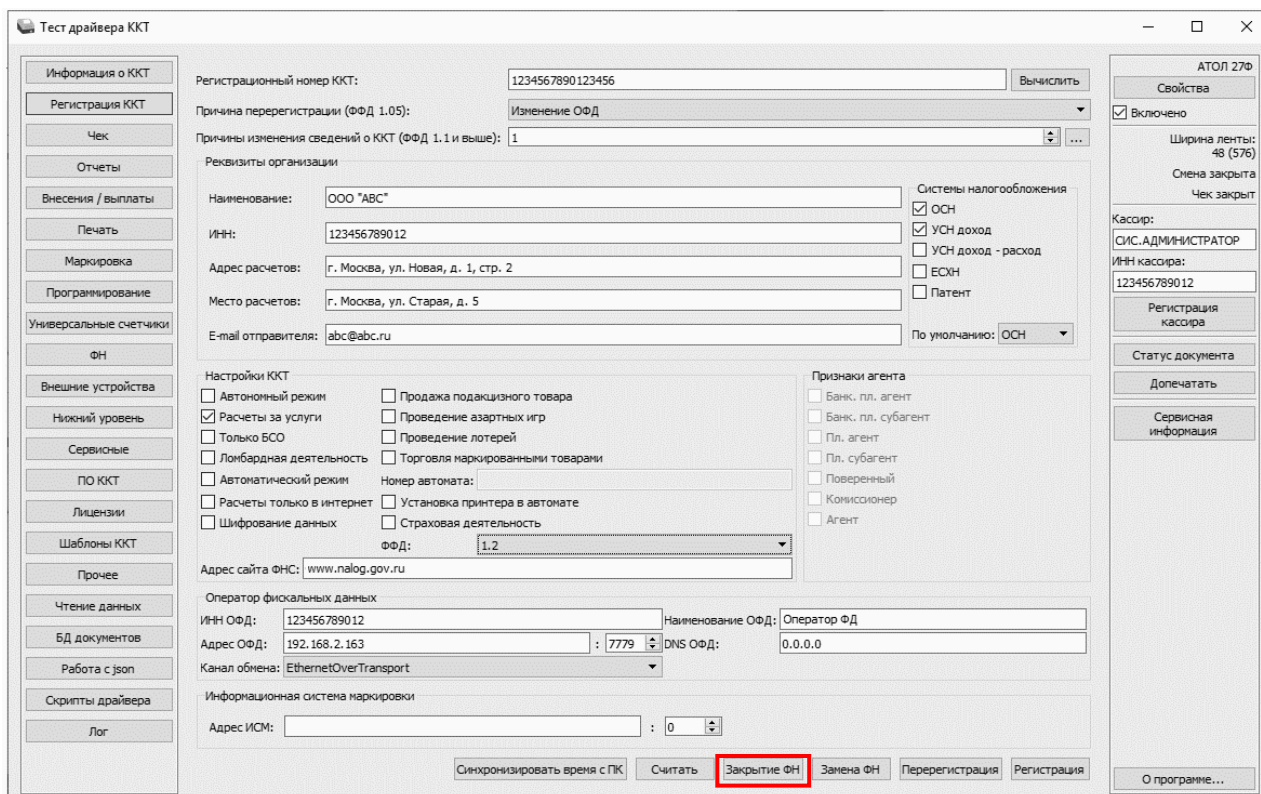 Тест драйвера ККТ
Информация о ККТ
Регистрация ККТ
Чек
Отчеты
Внесения / выплаты
Печать
Маркировка
Программирование
Универсальные счетчики
ФН
Внешние устройства
Нижний уровень
Сервисные
ПО ККТ
Лицензии
Шаблоны ККТ
Прочее
Чтение данных
БД документов
Работа с json
Скрипты драйвера
Лог
Регистрационный номер ККТ: 1234567890123456 Вычислить
Причина перерегистрации (ФФД 1.05): Изменение ОФД
Причины изменения сведений о ККТ (ФФД 1.1 и выше): 1 ...
Реквизиты организации
Наименование: ООО "АВС"
ИНН: 123456789012
Адрес расчетов: г. Москва, ул. Новая, д. 1, стр. 2
Место расчетов: г. Москва, ул. Старая, д. 5
E-mail отправителя: abc@abc.ru
Системы налогообложения
ОСН
УСН доход
УСН доход - расход
ЕСХН
Патент
По умолчанию: ОСН
Настройки ККТ
Автономный режим Продажа подакцизного товара
Расчеты за услуги Проведение азартных игр
Только БСО Проведение лотерей
Ломбардная деятельность Торговля маркированными товарами
Автоматический режим Номер автомата:
Расчеты только в интернет Установка принтера в автомате
Шифрование данных Страховая деятельность
ФФД: 1.2
Адрес сайта ФНС: www.nalog.gov.ru
Признаки агента
Банк. пл. агент
Банк. пл. субагент
Пл. агент
Пл. субагент
Поверенный
Комиссионер
Агент
Оператор фискальных данных
ИНН ОФД: 123456789012 Наименование ОФД: Оператор ФД
Адрес ОФД: 192.168.2.163 : 7779 DNS ОФД: 0.0.0.0
Канал обмена: EthernetOverTransport
Информационная система маркировки
Адрес ИСМ: : 0
Синхронизировать время с ПК Считать Закрытие ФН Замена ФН Перерегистрация Регистрация
АТОЛ 27Ф
Свойства
Включено
Ширина ленты:
48 (576)
Смена закрыта
Чек закрыт
Кассир:
СИС.АДМИНИСТРАТОР
ИНН кассира:
123456789012
Регистрация
кассира
Статус документа
Допечатать
Сервисная
информация
О программе...